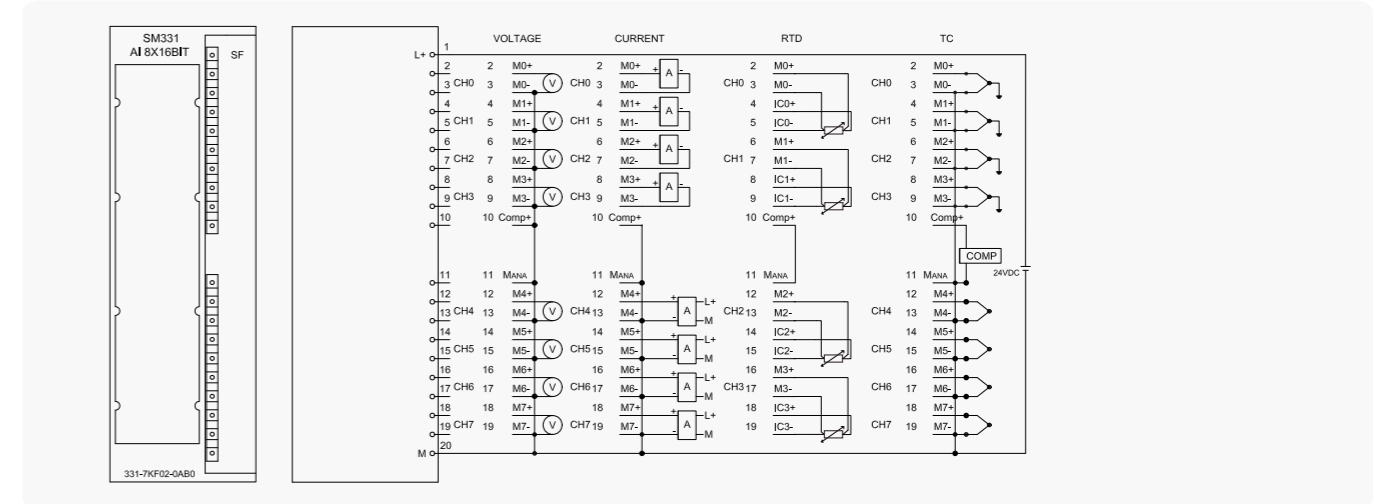 SM331
AI 8X16BIT
SF
331-7KF02-0AB0
VOLTAGE CURRENT RTD TC
L+ 1
2 2 M0+ 2 M0+ + A - 2 M0+ 2 M0+
3 CH0 3 M0- V CH0 3 M0- CH0 3 M0- CH0 3 M0-
4 4 M1+ 4 M1+ + A - 4 IC0+ 4 M1+
5 CH1 5 M1- V CH1 5 M1- 5 IC0- CH1 5 M1-
6 6 M2+ 6 M2+ + A - 6 M1+ 6 M2+
7 CH2 7 M2- V CH2 7 M2- CH1 7 M1- CH2 7 M2-
8 8 M3+ 8 M3+ + A - 8 IC1+ 8 M3+
9 CH3 9 M3- V CH3 9 M3- 9 IC1- CH3 9 M3-
10 10 Comp+ 10 Comp+ 10 Comp+ 10 Comp+
COMP
24VDC
11 11 MANA 11 MANA 11 MANA 11 MANA
12 12 M4+ 12 M4+ + L+ 12 M2+ 12 M4+
13 CH4 13 M4- V CH4 13 M4- - A M CH2 13 M2- CH4 13 M4-
14 14 M5+ 14 M5+ + L+ 14 IC2+ 14 M5+
15 CH5 15 M5- V CH5 15 M5- - A M 15 IC2- CH5 15 M5-
16 16 M6+ 16 M6+ + L+ 16 M3+ 16 M6+
17 CH6 17 M6- V CH6 17 M6- - A M CH3 17 M3- CH6 17 M6-
18 18 M7+ 18 M7+ + L+ 18 IC3+ 18 M7+
19 CH7 19 M7- V CH7 19 M7- - A M 19 IC3- CH7 19 M7-
M 20